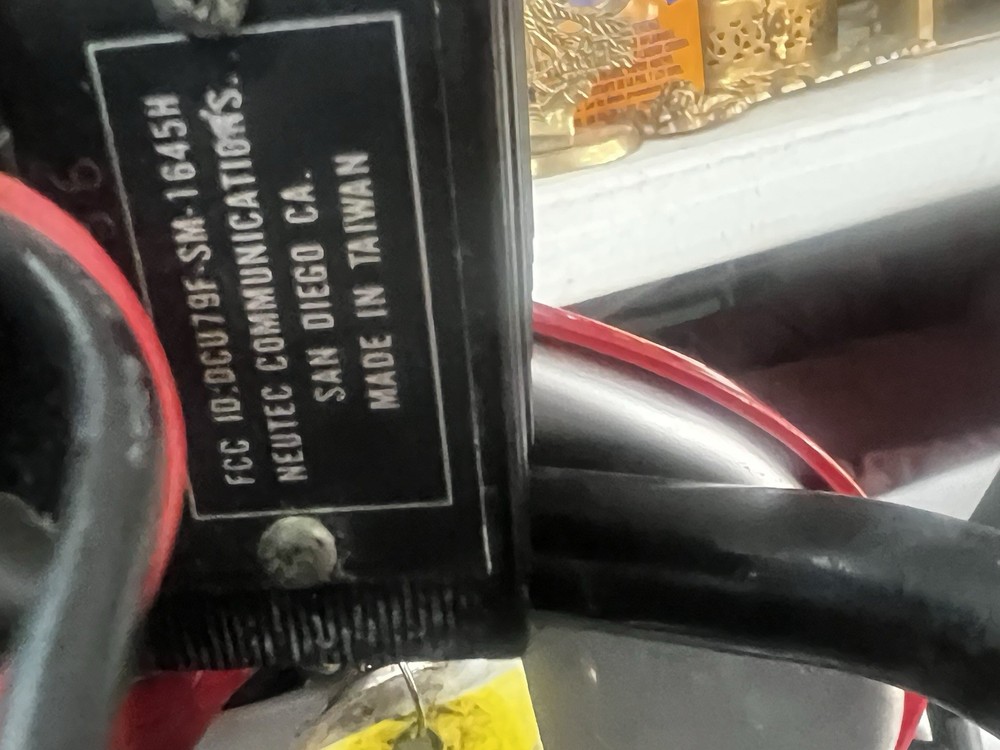 FCC ID:DCU79F-SM-1645H
NEUTEC COMMUNICATIONS.
SAN DIEGO CA.
MADE IN TAIWAN